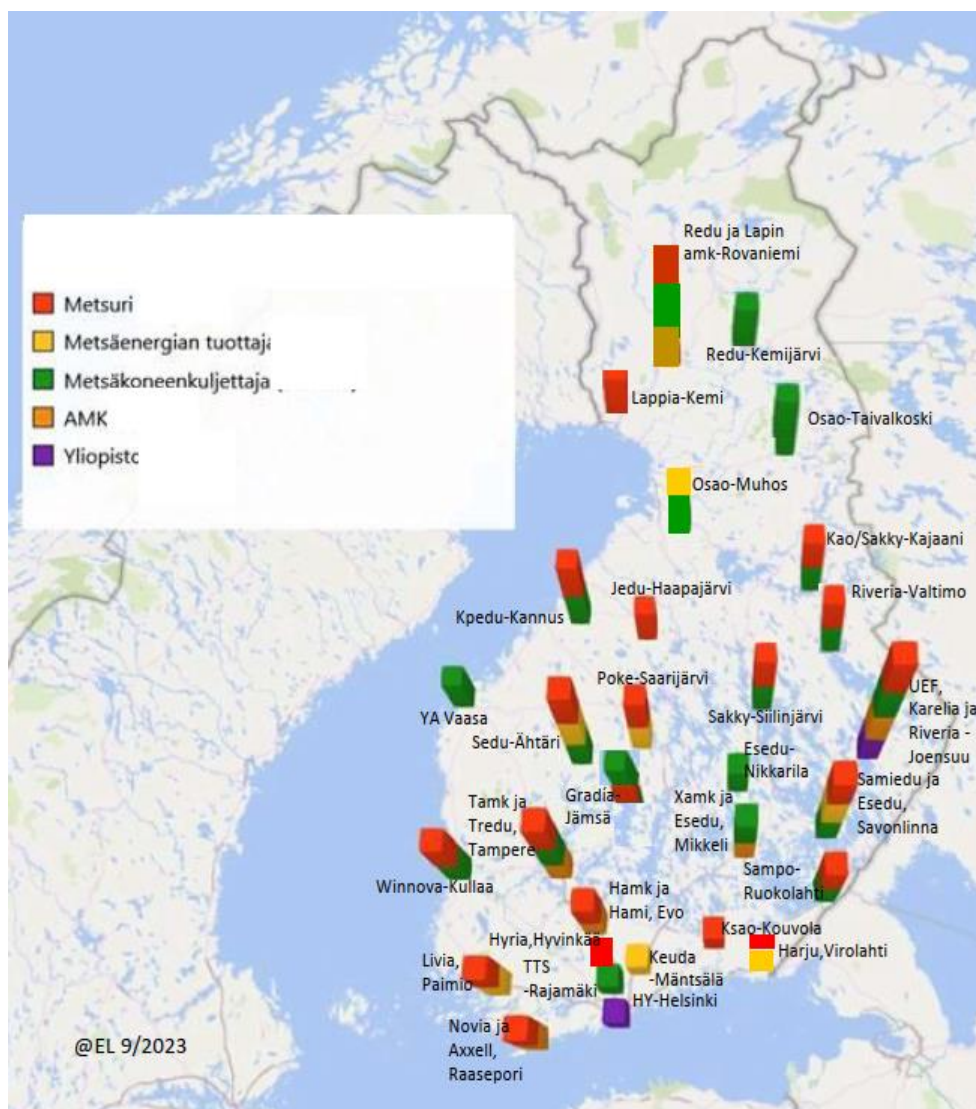 Redu ja Lapin
amk-Rovaniemi
Metsuri
Metsäenergian tuottaja
Metsäkoneenkuljettaja
AMK
Yliopisto
Redu-Kemijärvi
Lappia-Kemi
Osao-Taivalkoski
Osao-Muhos
Kao/Sakky-Kajaani
Jedu-Haapajärvi
Riveria-Valtimo
Kpedu-Kannus
Poke-Saarijärvi
UEF,
Karelia ja
Riveria -
Joensuu
YA Vaasa
Sakky-Siilinjärvi
Sedu-Ähtäri
Esedu-
Nikkarila
Gradia-
Jämsä
Xamk ja
Esedu,
Mikkeli
Samiedu ja
Esedu,
Savonlinna
Tamk ja
Tredu,
Tampere
Sampo-
Ruokolahti
Winnova-Kullaa
Hamk ja
Hami, Evo
Ksao-Kouvola
Hyria,Hyvinkää
Harju,Virolahti
Livia,
Paimio
TTS
-Rajamäki
Keuda
-Mäntsälä
HY-Helsinki
Novia ja
Axxell,
Raasepori
@EL 9/2023